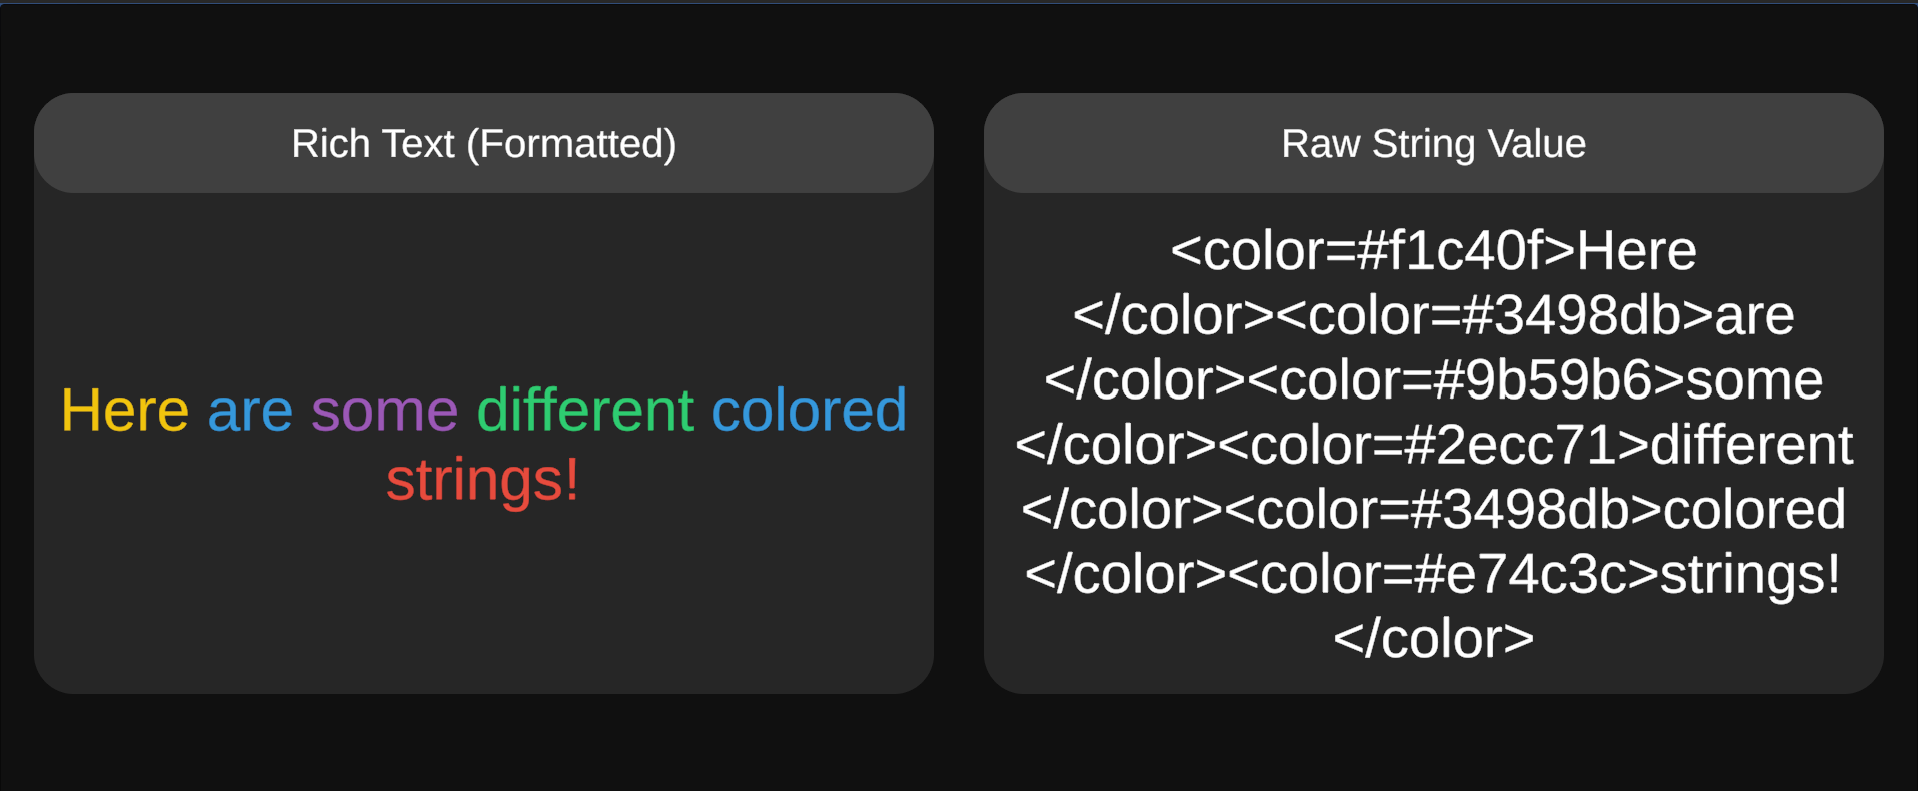 Rich Text (Formatted)
Here are some different colored
strings!
Raw String Value
<color=#f1c40f>Here
</color><color=#3498db>are
</color><color=#9b59b6>some
</color><color=#2ecc71>different
</color><color=#3498db>colored
</color><color=#e74c3c>strings!
</color>